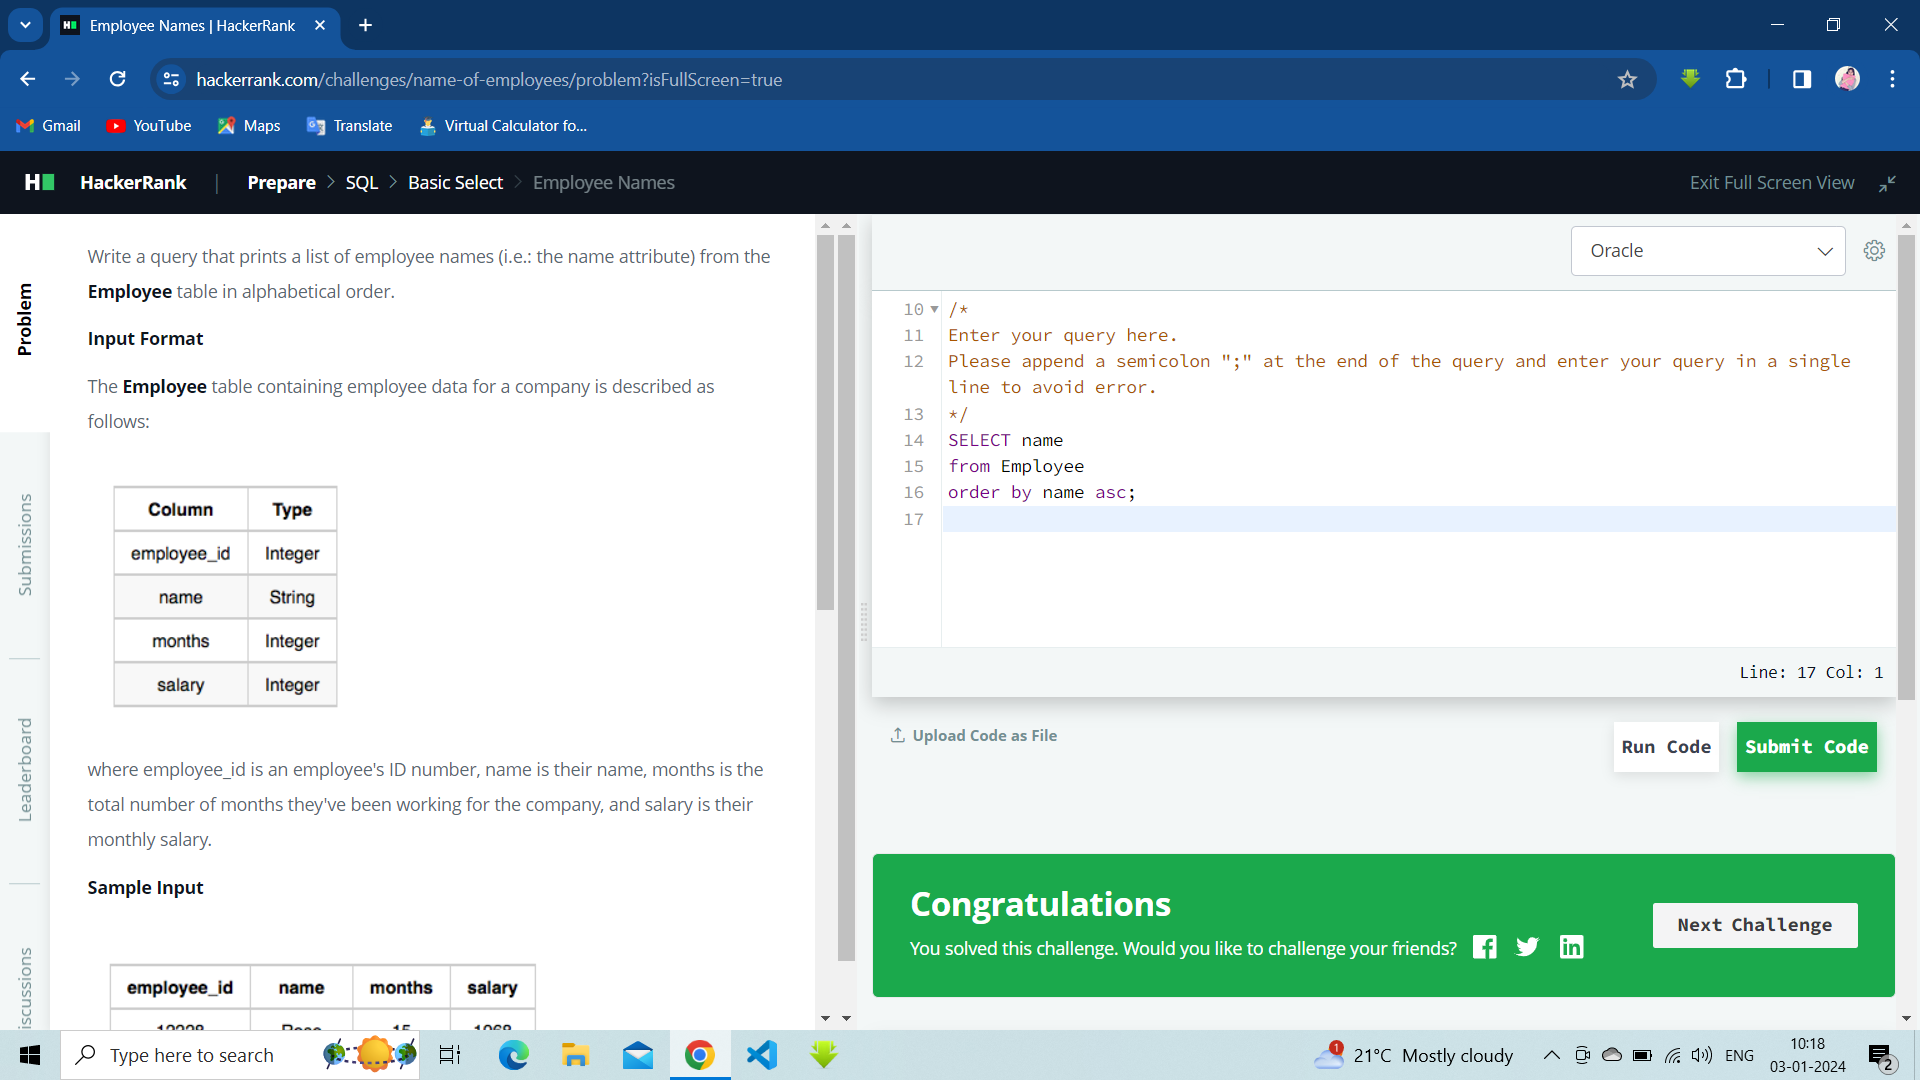 Employee Names | HackerRank
hackerrank.com/challenges/name-of-employees/problem?isFullScreen=true
Gmail YouTube Maps Translate Virtual Calculator fo...
HackerRank | Prepare > SQL > Basic Select > Employee Names
Exit Full Screen View
Problem
Submissions
Leaderboard
Write a query that prints a list of employee names (i.e.: the name attribute) from the
Employee table in alphabetical order.
Input Format
The Employee table containing employee data for a company is described as
follows:
Column Type
employee_id Integer
name String
months Integer
salary Integer
where employee_id is an employee's ID number, name is their name, months is the
total number of months they've been working for the company, and salary is their
monthly salary.
Sample Input
employee_id name months salary
Oracle
10 /*
11 Enter your query here.
12 Please append a semicolon ";" at the end of the query and enter your query in a single
line to avoid error.
13 */
14 SELECT name
15 from Employee
16 order by name asc;
17
Line: 17 Col: 1
Upload Code as File
Run Code
Submit Code
Congratulations
You solved this challenge. Would you like to challenge your friends?
Next Challenge
Type here to search
1
21°C Mostly cloudy
ENG
10:18
03-01-2024
2